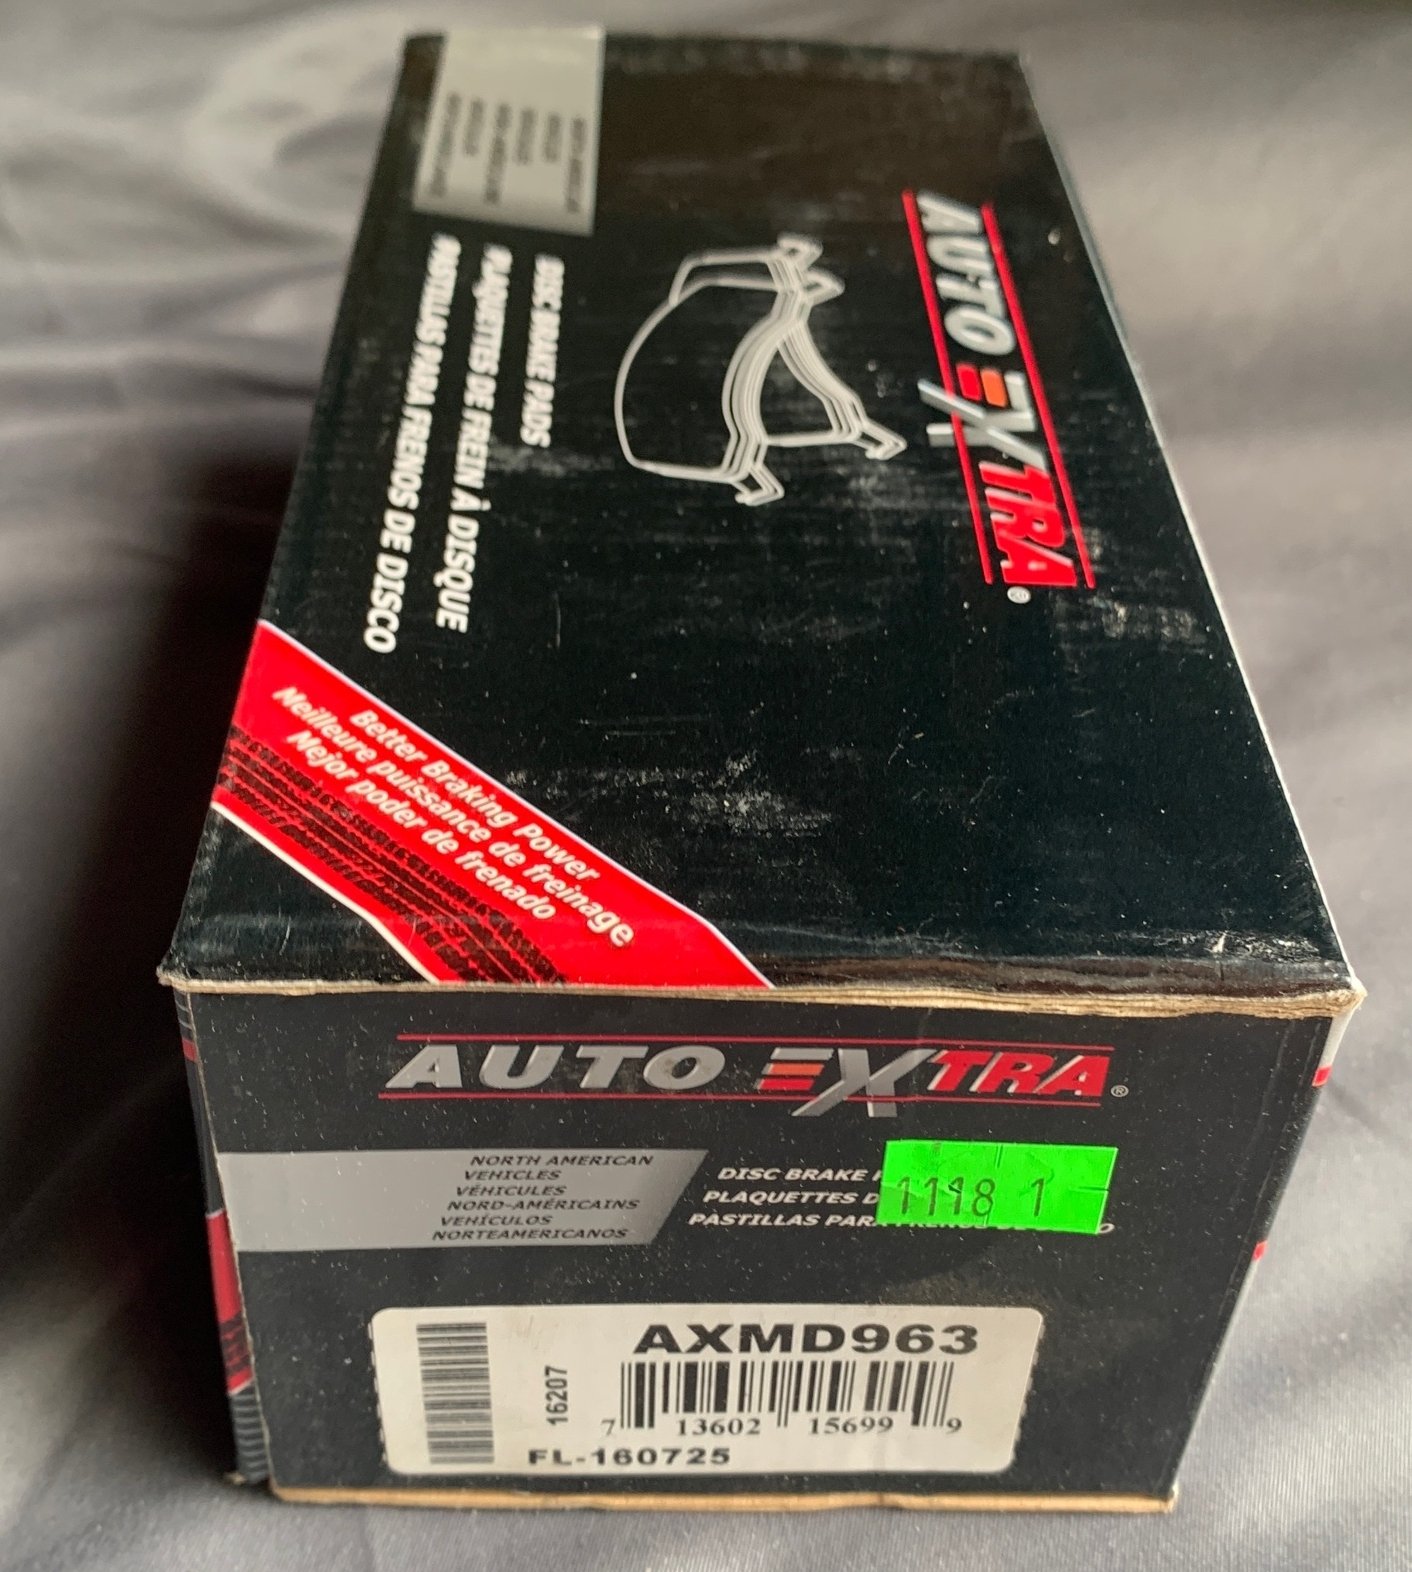 AUTO EXTRA®
DISC BRAKE PADS
PLAQUETTES DE FREIN À DISQUE
PASTILLAS PARA FRENOS DE DISCO
Better Braking Power
Meilleure puissance de freinage
Mejor poder de frenado
AUTO EXTRA®
NORTH AMERICAN
VEHICLES
VÉHICULES
NORD-AMÉRICAINS
VEHÍCULOS
NORTEAMERICANOS
DISC BRAKE
PLAQUETTES
PASTILLAS PARA
1118 1
AXMD963
16207
7 13602 15699 9
FL-160725